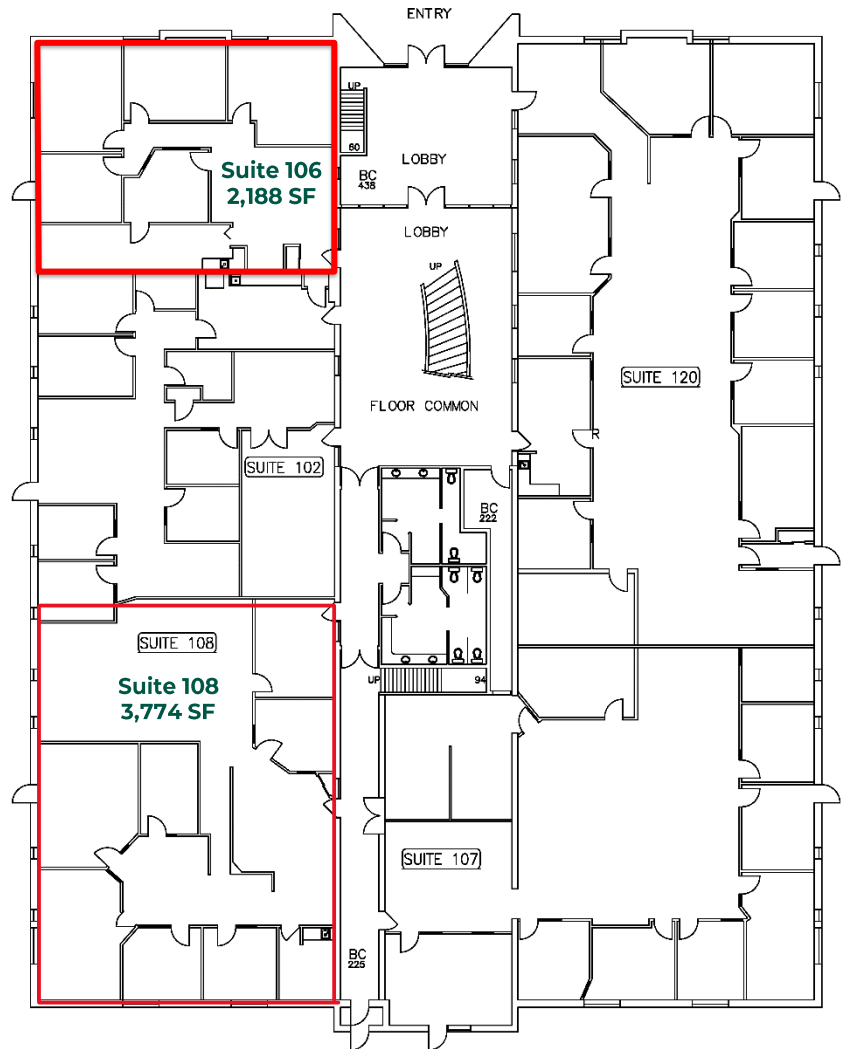 ENTRY
UP
60
LOBBY
BC
438
Suite 106
2,188 SF
LOBBY
UP
SUITE 120
FLOOR COMMON
R
SUITE 102
BC
222
SUITE 108
Suite 108
3,774 SF
UP
94
SUITE 107
BC
225